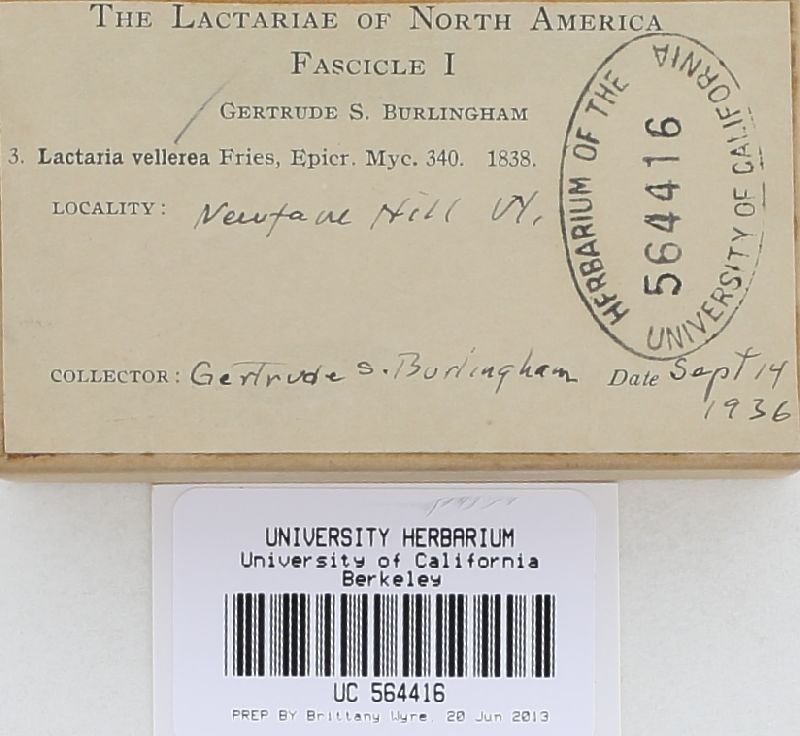 THE LACTARIAE OF NORTH AMERICA
FASCICLE I
GERTRUDE S. BURLINGHAM
3. Lactaria vellerea Fries, Epicr. Myc. 340. 1838.
LOCALITY: Newfane Hill Vt.
HERBARIUM OF THE
564416
UNIVERSITY OF CALIFORNIA
COLLECTOR: Gertrude S. Burlingham Date Sept 14
1936
UNIVERSITY HERBARIUM
University of California
Berkeley
UC 564416
PREP BY Brittany Wyre, 20 Jun 2013